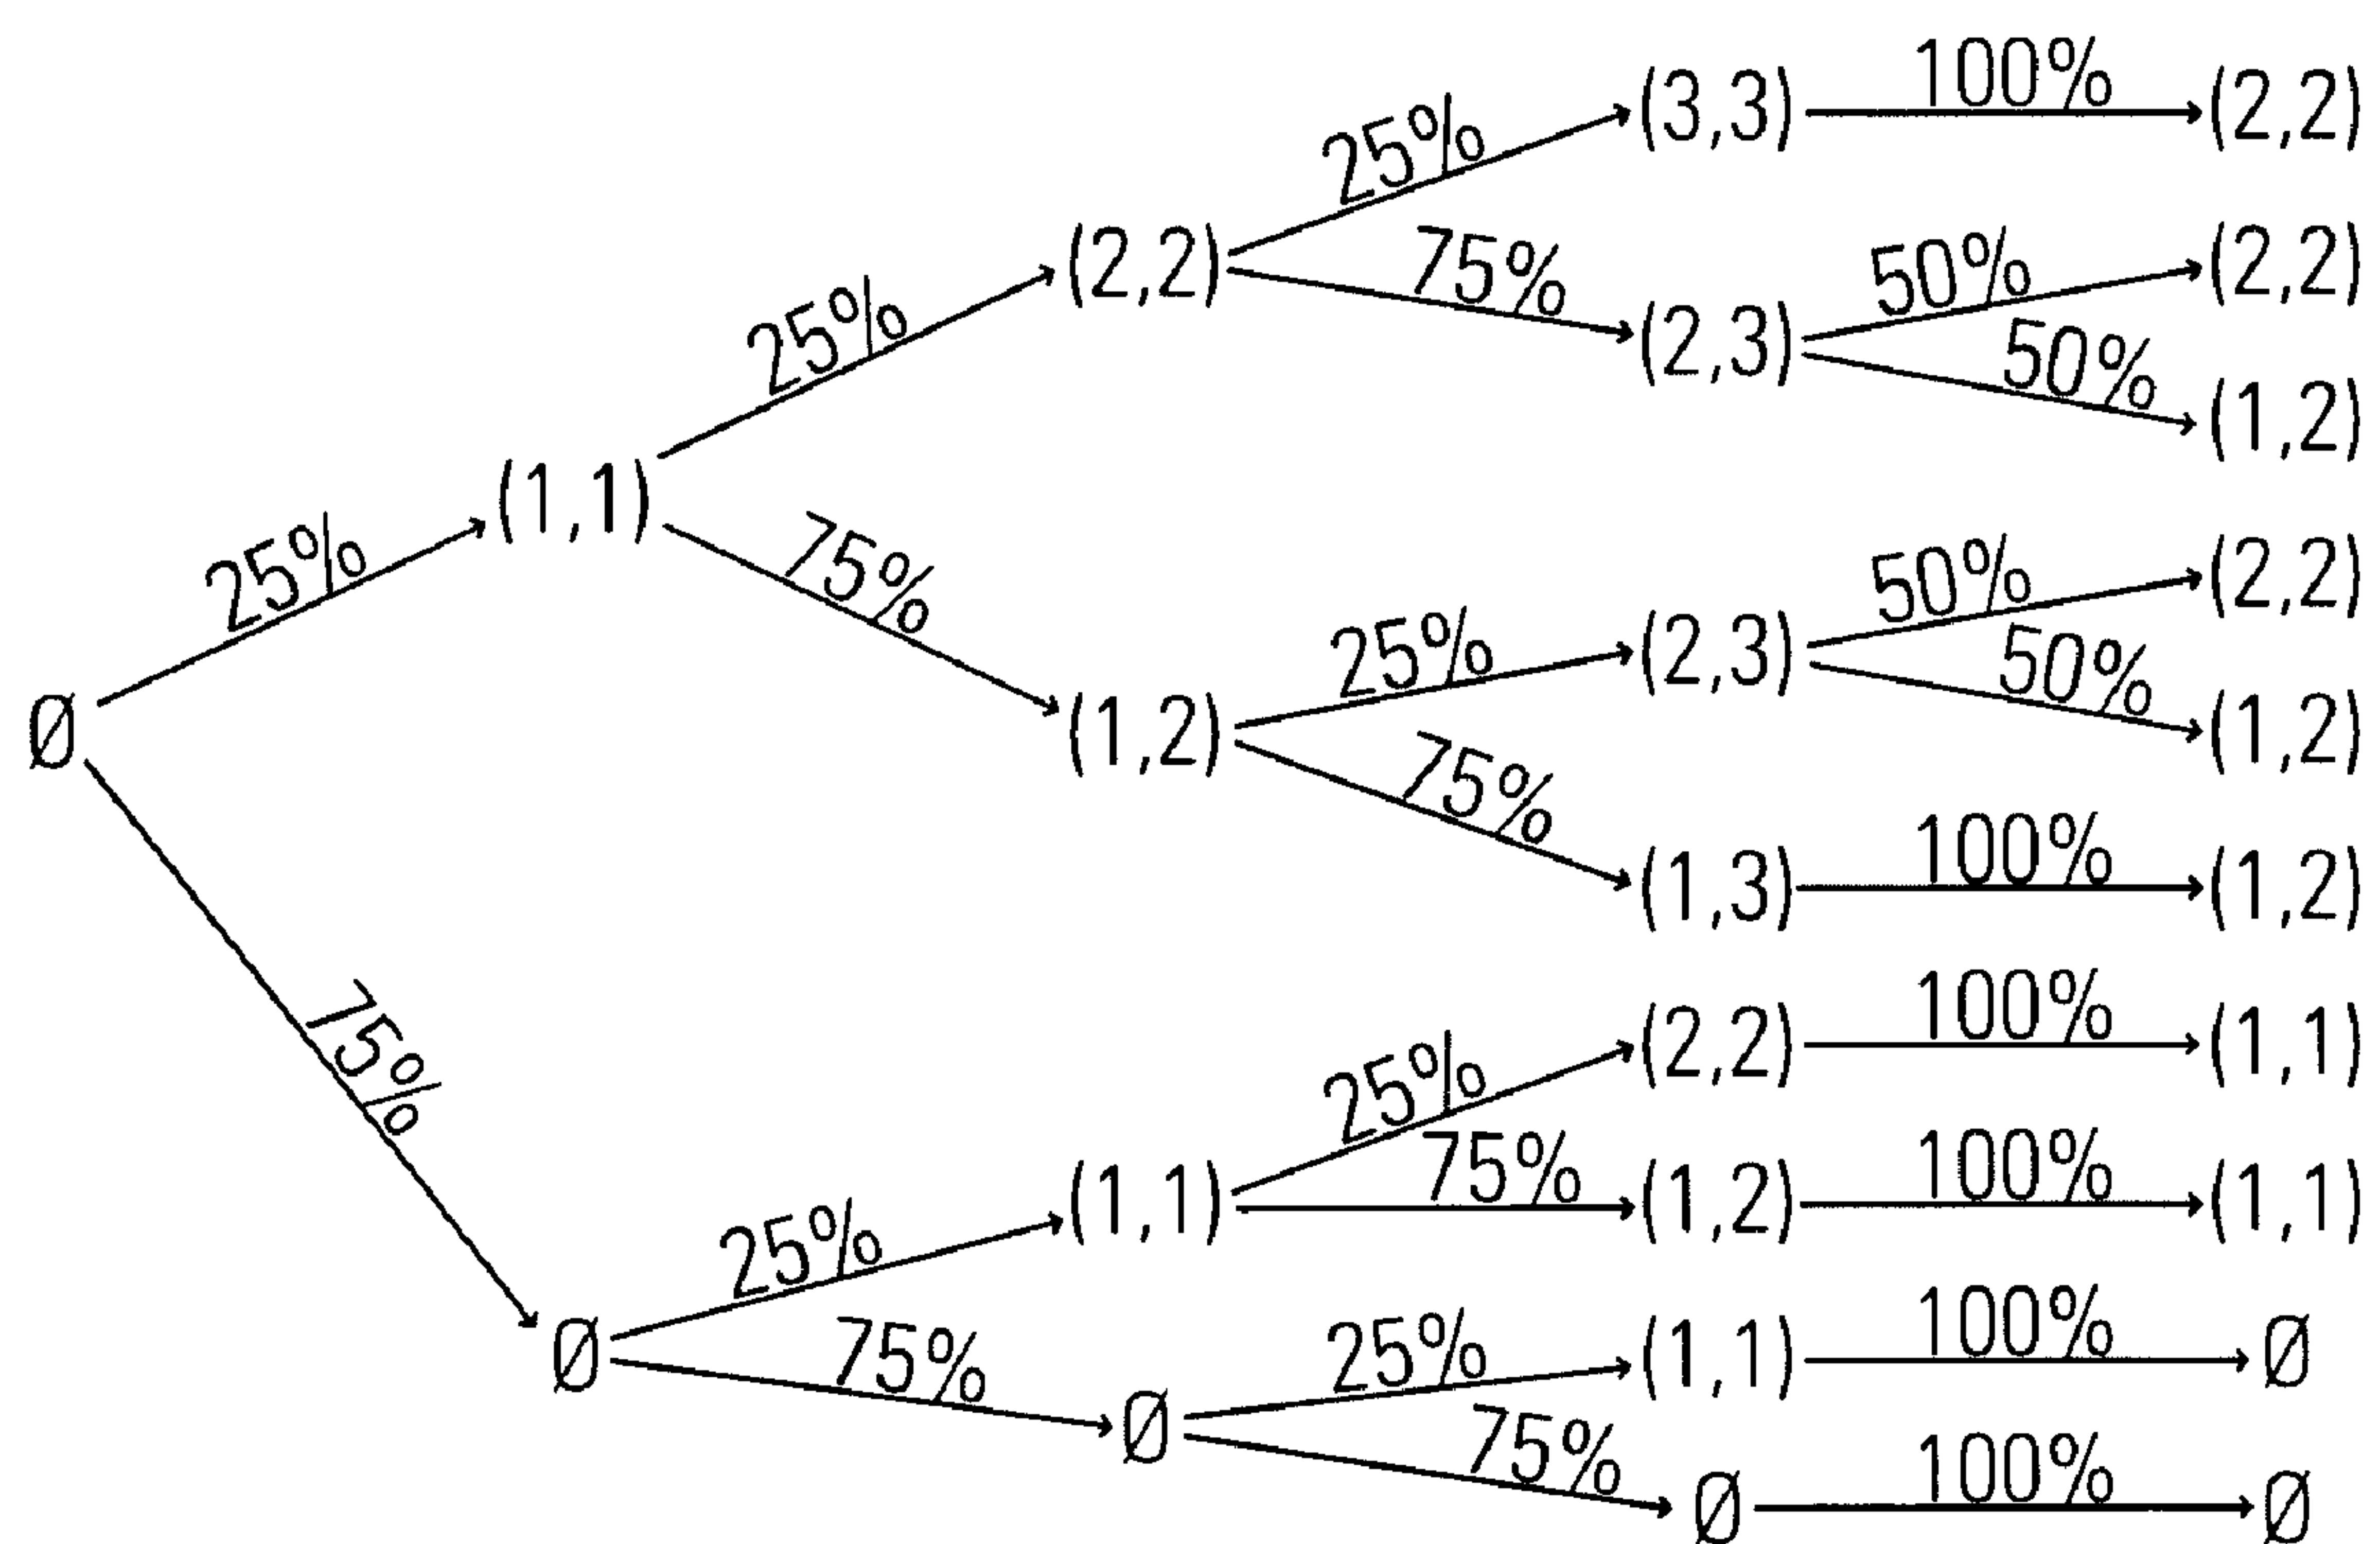 100%
(3,3) (2,2)
25%
(2,2) 75% 50% (2,2)
25% (2,3) 50%
(1,2)
(1,1)
25% 75% 50% (2,2)
25% (2,3) 50%
Ø (1,2) (1,2)
75% 100%
(1,3) (1,2)
75% 100%
25% (2,2) (1,1)
75% 100%
(1,1) (1,2) (1,1)
25% 100%
Ø 75% 25% (1,1) Ø
Ø 75% 100%
Ø Ø